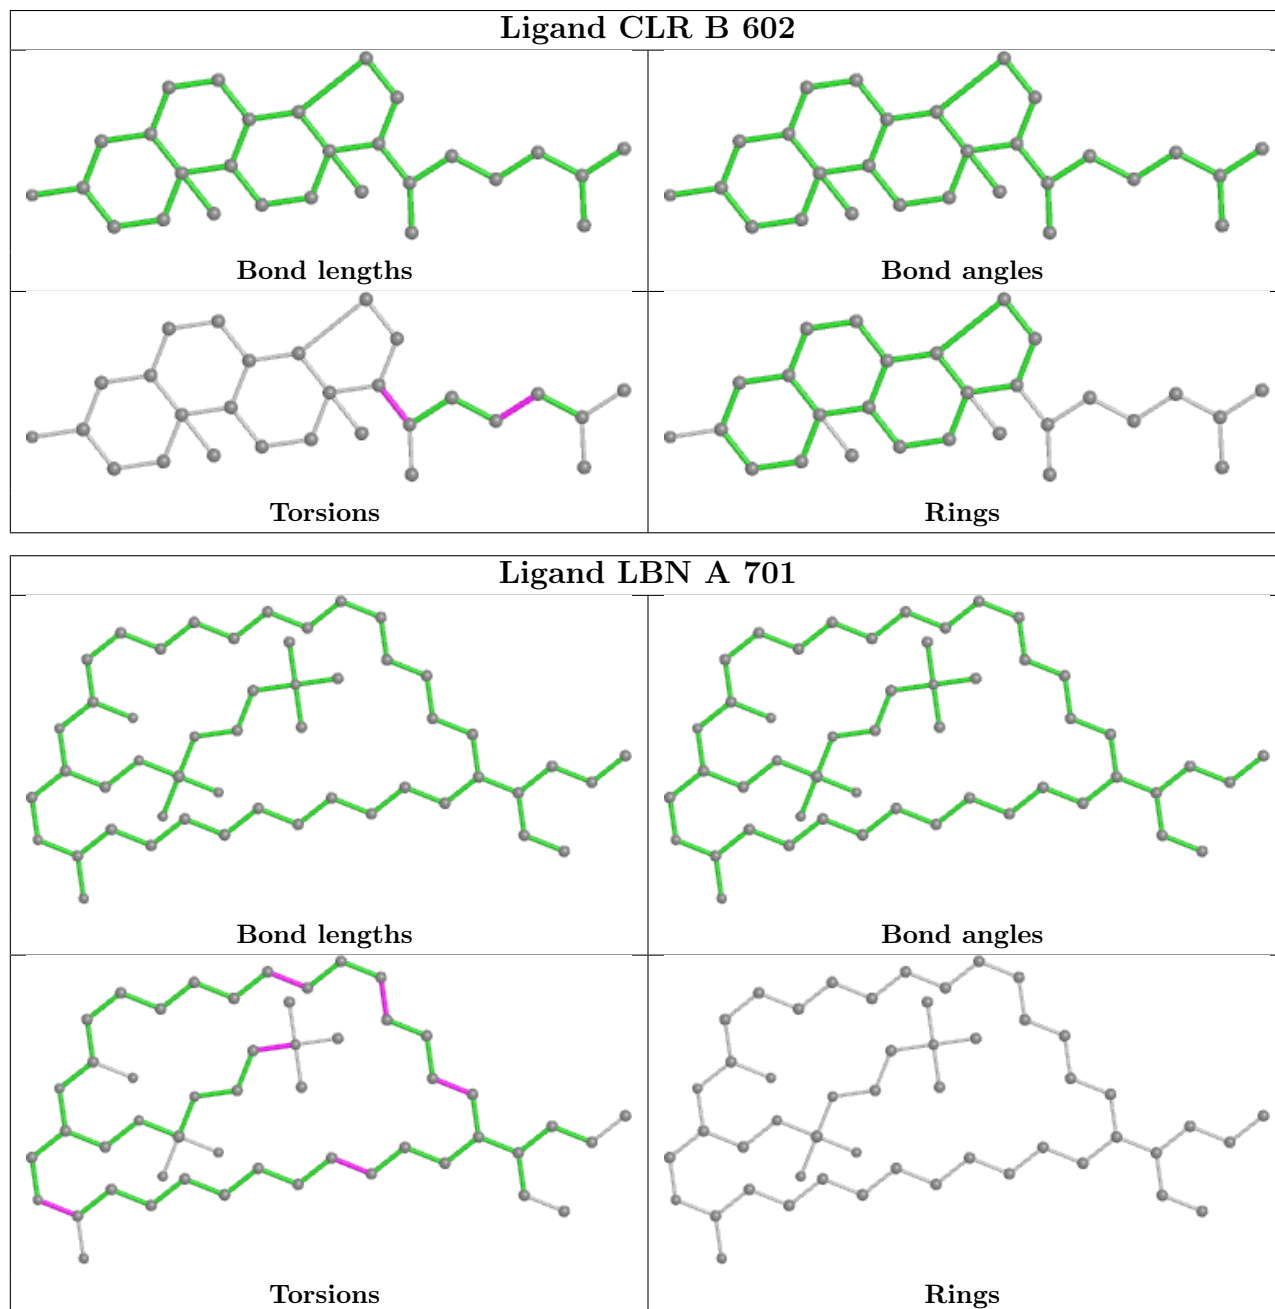 Ligand CLR B 602
Bond lengths
Bond angles
Torsions
Rings
Ligand LBN A 701
Bond lengths
Bond angles
Torsions
Rings